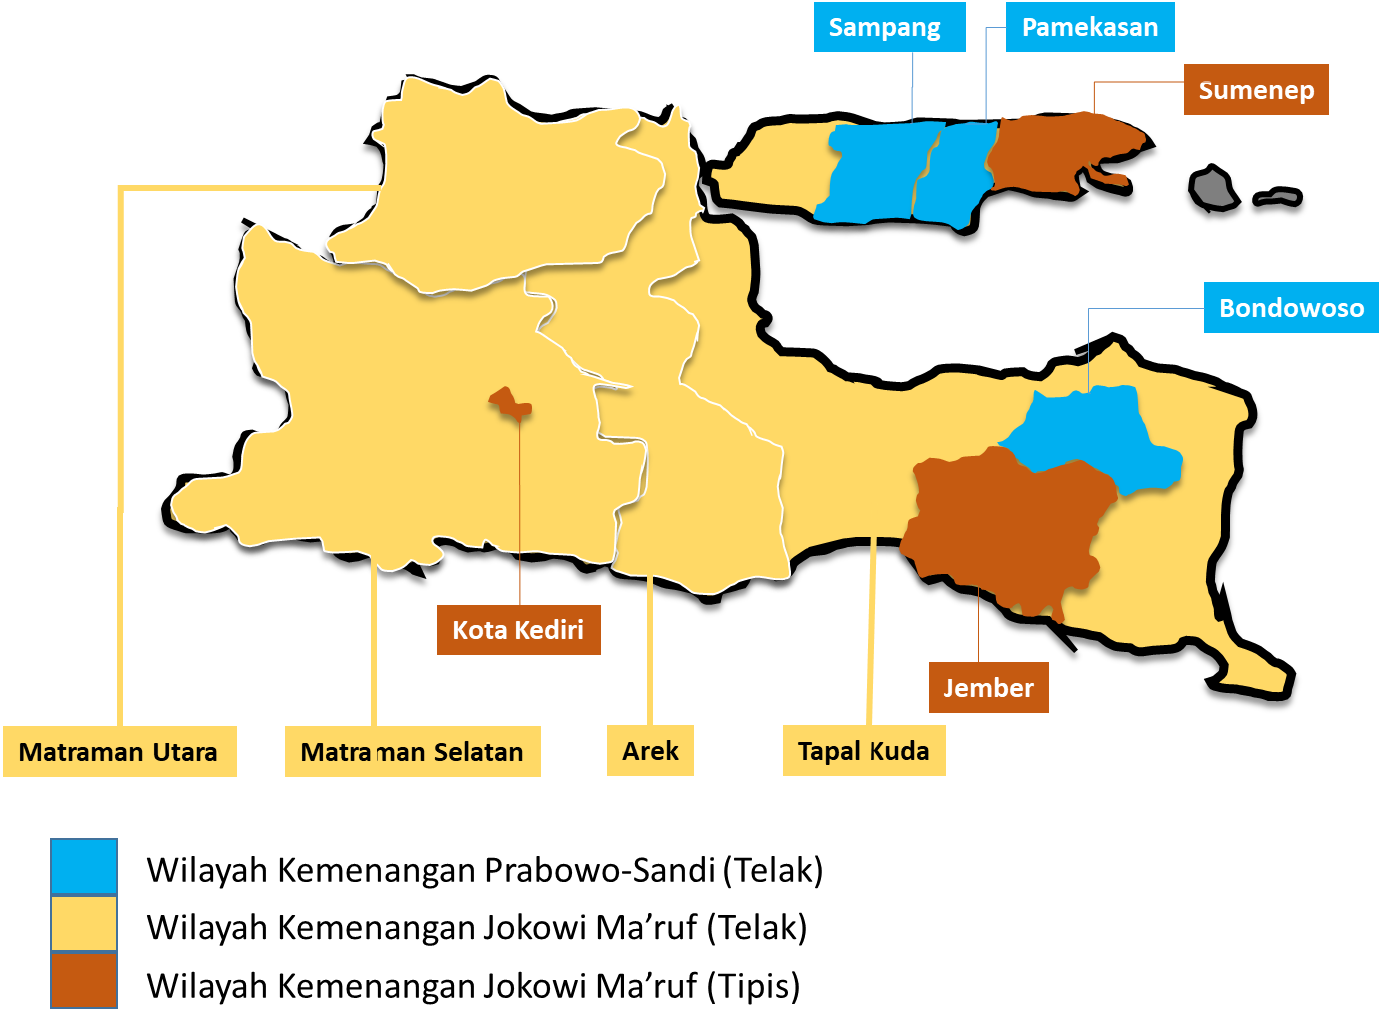 Sampang
Pamekasan
Sumenep
Bondowoso
Kota Kediri
Jember
Matraman Utara
Matraman Selatan
Arek
Tapal Kuda
Wilayah Kemenangan Prabowo-Sandi (Telak)
Wilayah Kemenangan Jokowi Ma’ruf (Telak)
Wilayah Kemenangan Jokowi Ma’ruf (Tipis)